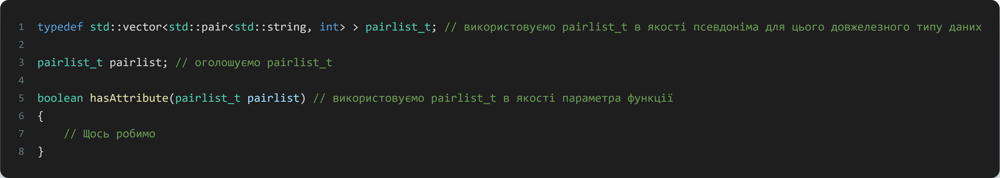 1 typedef std::vector<std::pair<std::string, int> > pairlist_t; // використовуємо pairlist_t в якості псевдоніма для цього довжелезного типу даних
2
3 pairlist_t pairlist; // оголошуємо pairlist_t
4
5 boolean hasAttribute(pairlist_t pairlist) // використовуємо pairlist_t в якості параметра функції
6 {
7     // Щось робимо
8 }